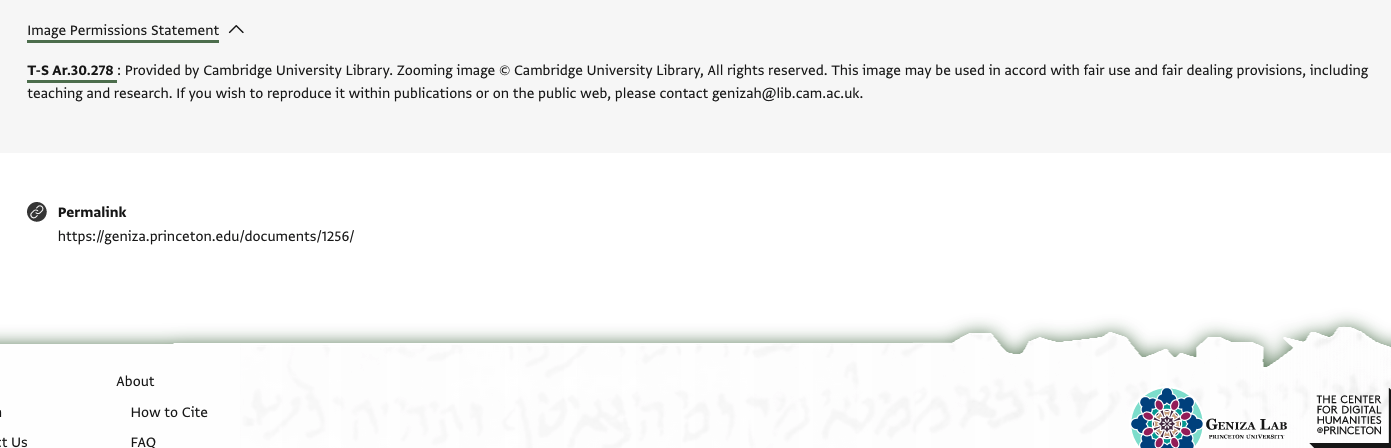 Image Permissions Statement
T-S Ar.30.278 : Provided by Cambridge University Library. Zooming image © Cambridge University Library, All rights reserved. This image may be used in accord with fair use and fair dealing provisions, including
teaching and research. If you wish to reproduce it within publications or on the public web, please contact genizah@lib.cam.ac.uk.
Permalink
https://geniza.princeton.edu/documents/1256/
About
How to Cite
ct Us
FAQ
GENIZA LAB
PRINCETON UNIVERSITY
THE CENTER
FOR DIGITAL
HUMANITIES
@PRINCETON